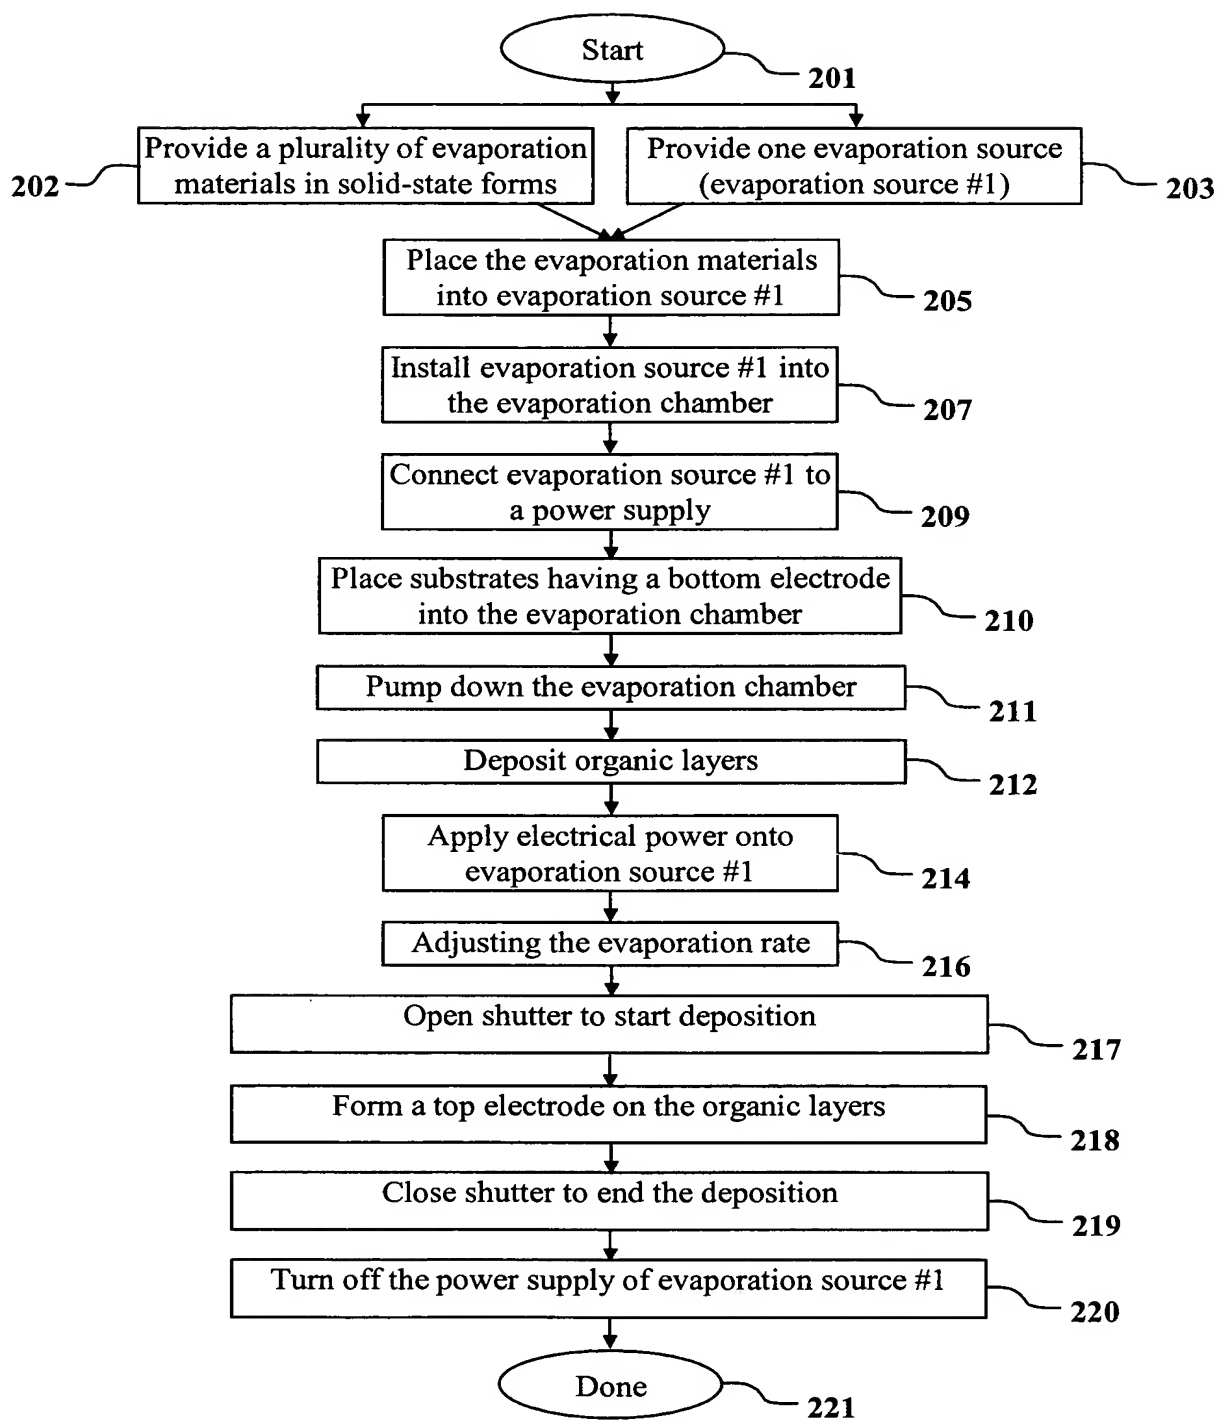 Start
201
Provide a plurality of evaporation
materials in solid-state forms
202
Provide one evaporation source
(evaporation source #1)
203
Place the evaporation materials
into evaporation source #1
205
Install evaporation source #1 into
the evaporation chamber
207
Connect evaporation source #1 to
a power supply
209
Place substrates having a bottom electrode
into the evaporation chamber
210
Pump down the evaporation chamber
211
Deposit organic layers
212
Apply electrical power onto
evaporation source #1
214
Adjusting the evaporation rate
216
Open shutter to start deposition
217
Form a top electrode on the organic layers
218
Close shutter to end the deposition
219
Turn off the power supply of evaporation source #1
220
Done
221